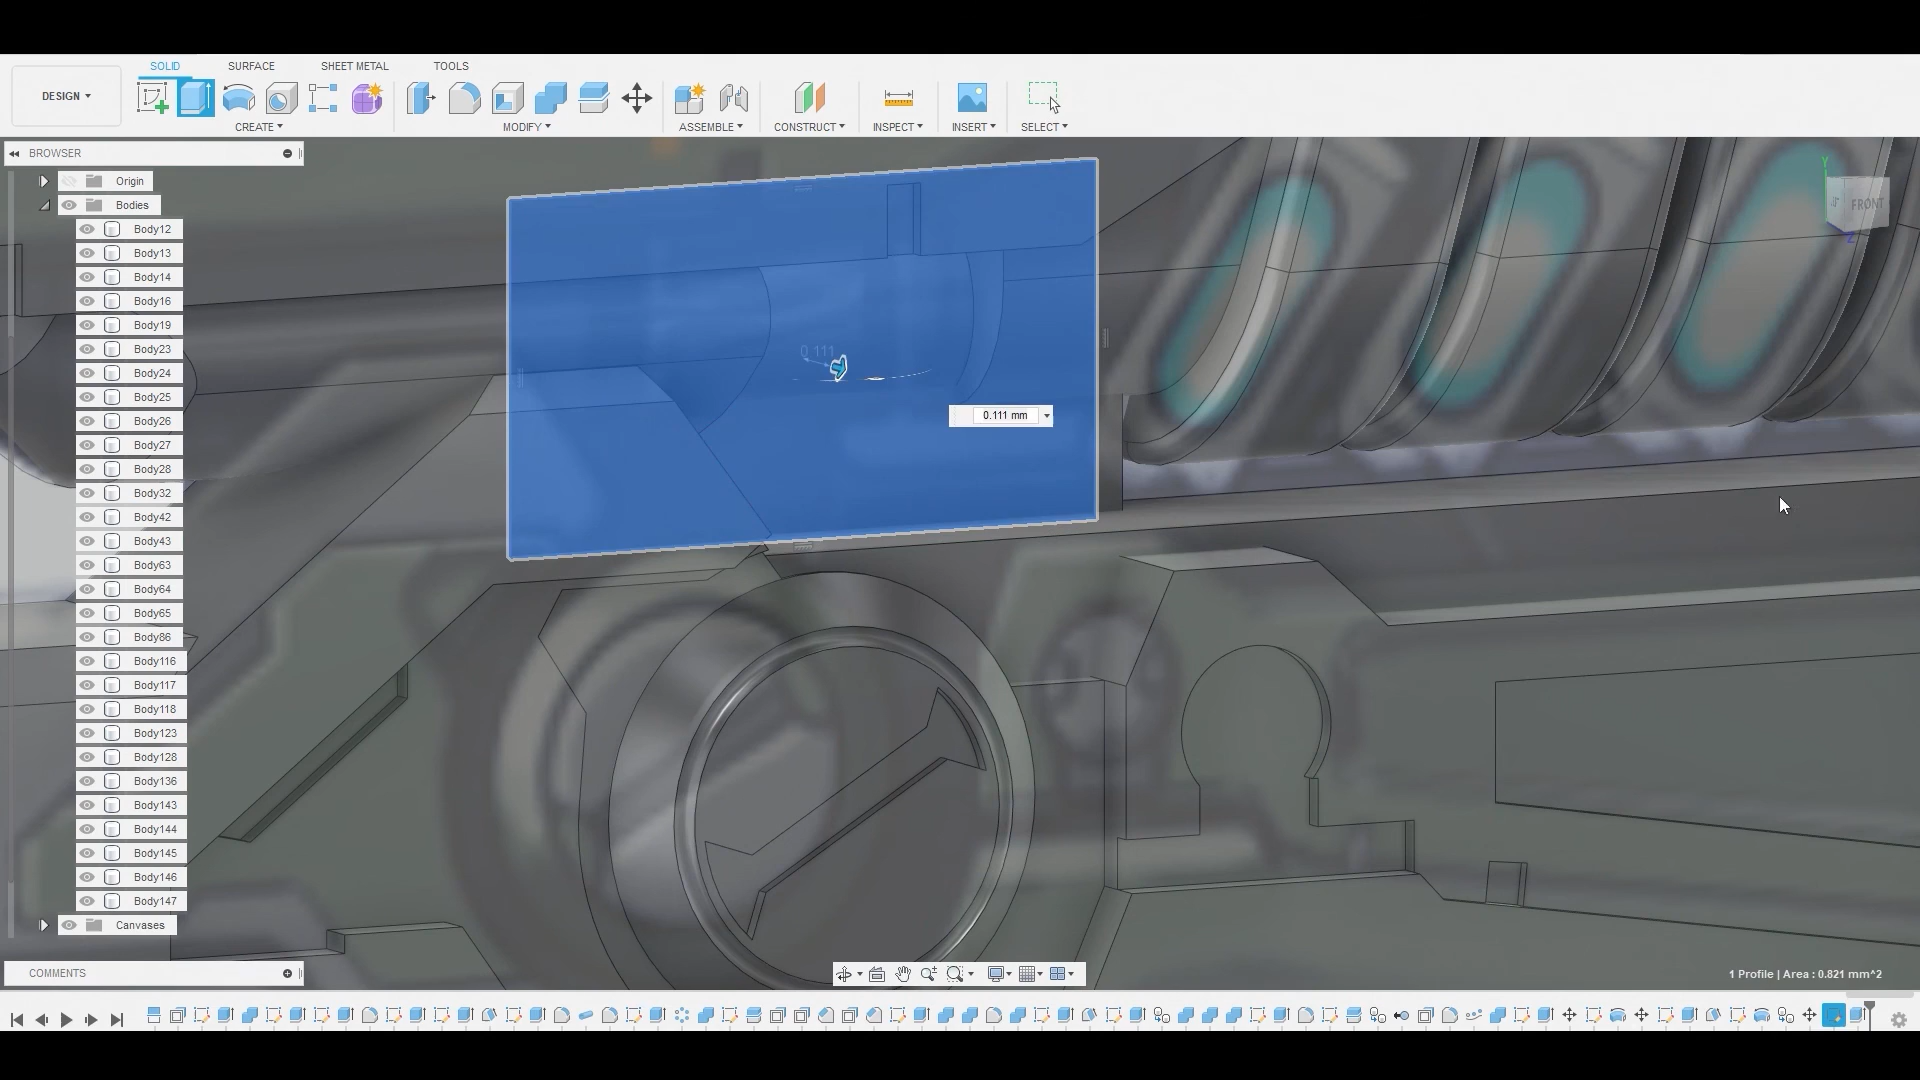 SOLID SURFACE SHEET METAL TOOLS
DESIGN
CREATE MODIFY ASSEMBLE CONSTRUCT INSPECT INSERT SELECT
BROWSER
Origin
Bodies
Body12
Body13
Body14
Body16
Body19
Body23
Body24
Body25
Body26
Body27
Body28
Body32
Body42
Body43
Body63
Body64
Body65
Body86
Body116
Body117
Body118
Body123
Body128
Body136
Body143
Body144
Body145
Body146
Body147
Canvases
Y
FRONT
Z
0.111
0.111 mm
COMMENTS
1 Profile | Area : 0.821 mm^2